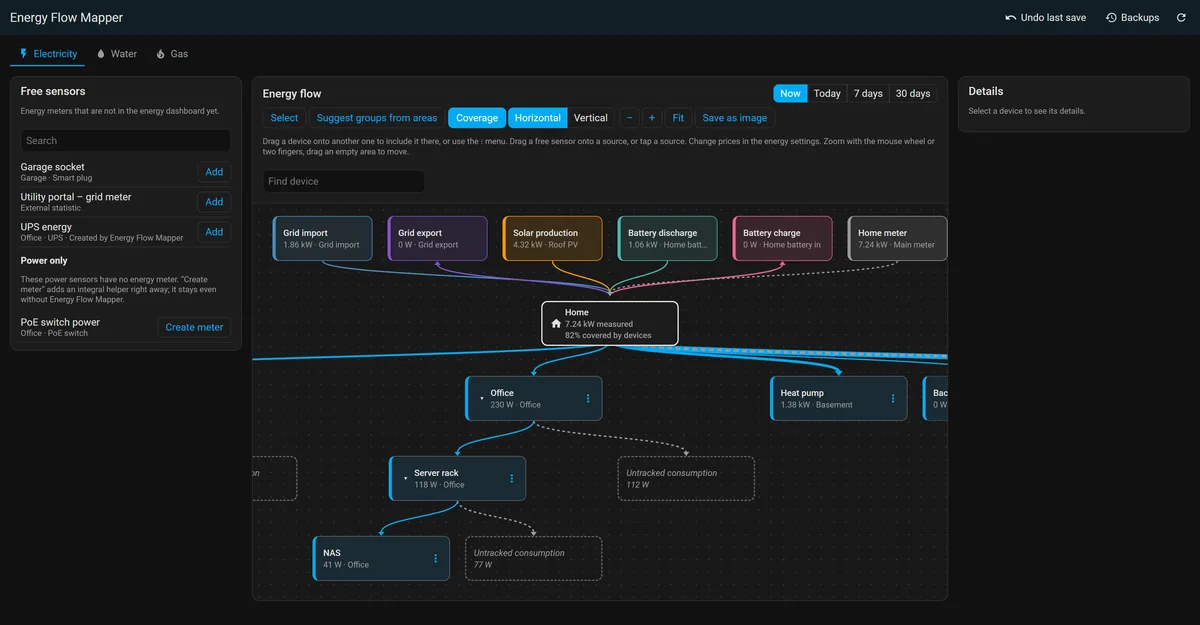 Energy Flow Mapper
Undo last save
Backups
Electricity
Water
Gas
Free sensors
Energy meters that are not in the energy dashboard yet.
Search
Garage socket
Garage · Smart plug
Add
Utility portal – grid meter
External statistic
Add
UPS energy
Office · UPS · Created by Energy Flow Mapper
Add
Power only
These power sensors have no energy meter. “Create
meter” adds an integral helper right away; it stays even
without Energy Flow Mapper.
PoE switch power
Office · PoE switch
Create meter
Energy flow
Now
Today
7 days
30 days
Select
Suggest groups from areas
Coverage
Horizontal
Vertical
−
+
Fit
Save as image
Drag a device onto another one to include it there, or use the ⋮ menu. Drag a free sensor onto a source, or tap a source. Change prices in the energy settings. Zoom with the mouse wheel or
two fingers, drag an empty area to move.
Find device
Grid import
1.86 kW · Grid import
Grid export
0 W · Grid export
Solar production
4.32 kW · Roof PV
Battery discharge
1.06 kW · Home batt...
Battery charge
0 W · Home battery in
Home meter
7.24 kW · Main meter
Home
7.24 kW measured
82% covered by devices
Office
230 W · Office
Heat pump
1.38 kW · Basement
Bac
0 W
Server rack
118 W · Office
Untracked consumption
112 W
NAS
41 W · Office
Untracked consumption
77 W
Details
Select a device to see its details.